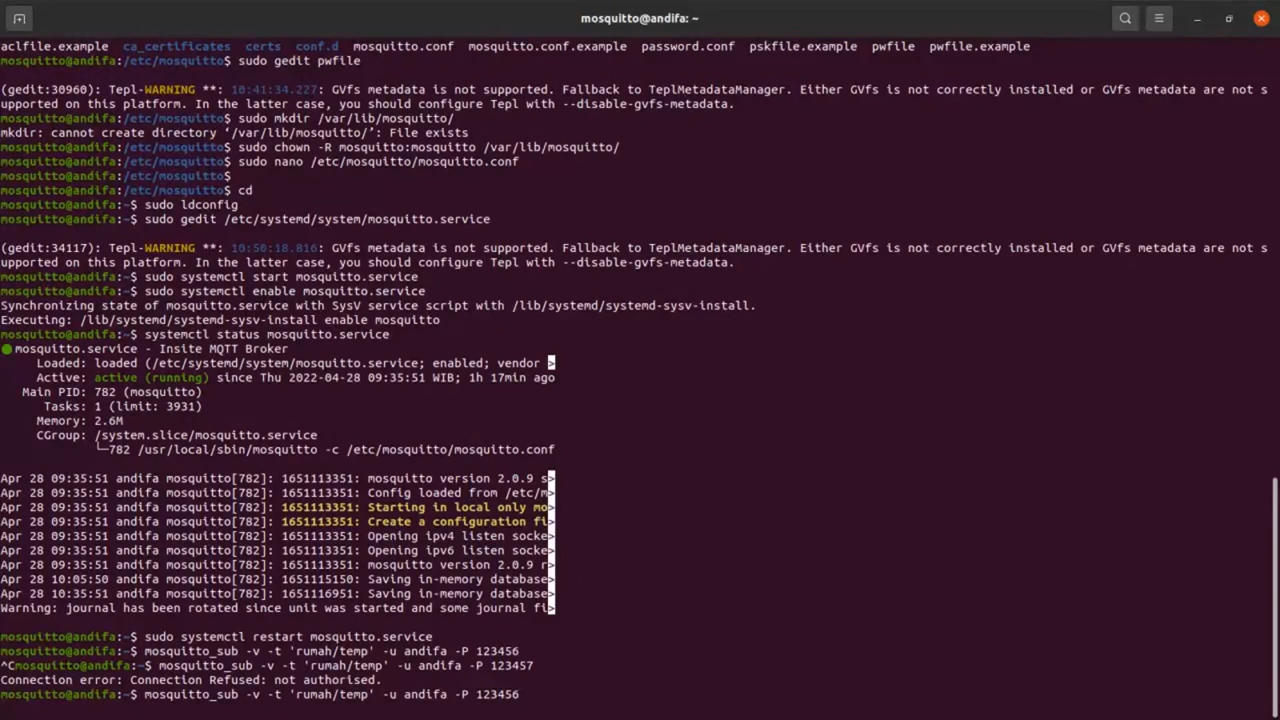 mosquitto@andifa: ~
aclfile.example  ca_certificates  certs  conf.d  mosquitto.conf  mosquitto.conf.example  password.conf  pskfile.example  pwfile  pwfile.example
mosquitto@andifa:/etc/mosquitto$ sudo gedit pwfile
(gedit:30960): Tepl-WARNING **: 10:41:34.227: GVfs metadata is not supported. Fallback to TeplMetadataManager. Either GVfs is not correctly installed or GVfs metadata are not s
upported on this platform. In the latter case, you should configure Tepl with --disable-gvfs-metadata.
mosquitto@andifa:/etc/mosquitto$ sudo mkdir /var/lib/mosquitto/
mkdir: cannot create directory ‘/var/lib/mosquitto/’: File exists
mosquitto@andifa:/etc/mosquitto$ sudo chown -R mosquitto:mosquitto /var/lib/mosquitto/
mosquitto@andifa:/etc/mosquitto$ sudo nano /etc/mosquitto/mosquitto.conf
mosquitto@andifa:/etc/mosquitto$
mosquitto@andifa:/etc/mosquitto$ cd
mosquitto@andifa:~$ sudo ldconfig
mosquitto@andifa:~$ sudo gedit /etc/systemd/system/mosquitto.service
(gedit:34117): Tepl-WARNING **: 10:50:18.816: GVfs metadata is not supported. Fallback to TeplMetadataManager. Either GVfs is not correctly installed or GVfs metadata are not s
upported on this platform. In the latter case, you should configure Tepl with --disable-gvfs-metadata.
mosquitto@andifa:~$ sudo systemctl start mosquitto.service
mosquitto@andifa:~$ sudo systemctl enable mosquitto.service
Synchronizing state of mosquitto.service with SysV service script with /lib/systemd/systemd-sysv-install.
Executing: /lib/systemd/systemd-sysv-install enable mosquitto
mosquitto@andifa:~$ systemctl status mosquitto.service
● mosquitto.service - Insite MQTT Broker
Loaded: loaded (/etc/systemd/system/mosquitto.service; enabled; vendor >
Active: active (running) since Thu 2022-04-28 09:35:51 WIB; 1h 17min ago
Main PID: 782 (mosquitto)
Tasks: 1 (limit: 3931)
Memory: 2.6M
CGroup: /system.slice/mosquitto.service
└─782 /usr/local/sbin/mosquitto -c /etc/mosquitto/mosquitto.conf
Apr 28 09:35:51 andifa mosquitto[782]: 1651113351: mosquitto version 2.0.9 s>
Apr 28 09:35:51 andifa mosquitto[782]: 1651113351: Config loaded from /etc/m>
Apr 28 09:35:51 andifa mosquitto[782]: 1651113351: Starting in local only mo>
Apr 28 09:35:51 andifa mosquitto[782]: 1651113351: Create a configuration fi>
Apr 28 09:35:51 andifa mosquitto[782]: 1651113351: Opening ipv4 listen socke>
Apr 28 09:35:51 andifa mosquitto[782]: 1651113351: Opening ipv6 listen socke>
Apr 28 09:35:51 andifa mosquitto[782]: 1651113351: mosquitto version 2.0.9 r>
Apr 28 10:05:50 andifa mosquitto[782]: 1651115150: Saving in-memory database>
Apr 28 10:35:51 andifa mosquitto[782]: 1651116951: Saving in-memory database>
Warning: journal has been rotated since unit was started and some journal fi>
mosquitto@andifa:~$ sudo systemctl restart mosquitto.service
mosquitto@andifa:~$ mosquitto_sub -v -t 'rumah/temp' -u andifa -P 123456
^Cmosquitto@andifa:~$ mosquitto_sub -v -t 'rumah/temp' -u andifa -P 123457
Connection error: Connection Refused: not authorised.
mosquitto@andifa:~$ mosquitto_sub -v -t 'rumah/temp' -u andifa -P 123456